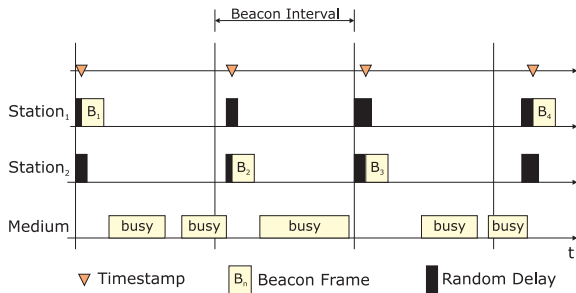 Beacon Interval
Station₁ B₁ B₄
Station₂ B₂ B₃
Medium busy busy busy busy busy
t
Timestamp Bₙ Beacon Frame Random Delay